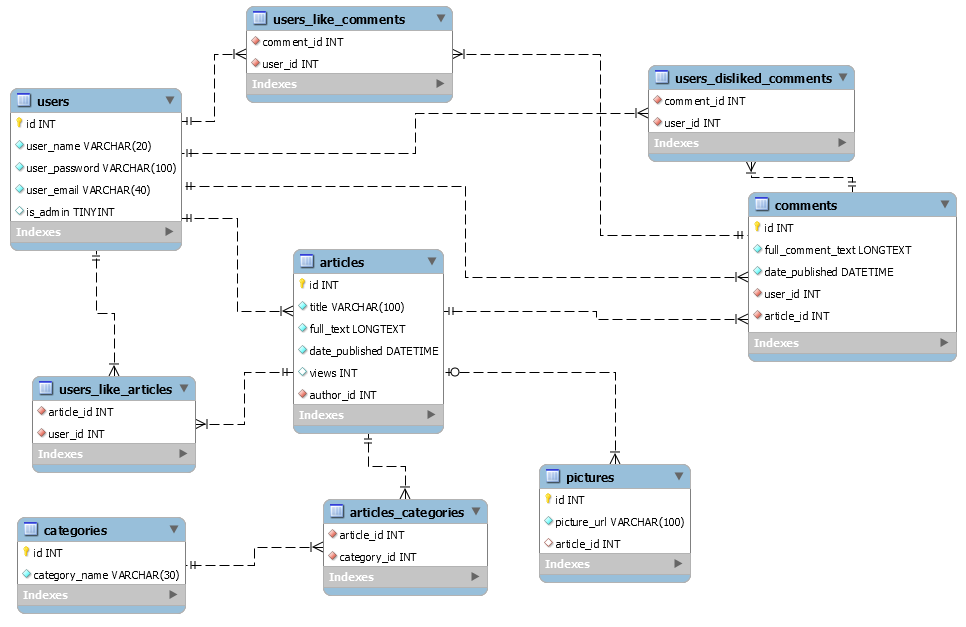 users_like_comments
comment_id INT
user_id INT
Indexes
users_disliked_comments
comment_id INT
user_id INT
Indexes
users
id INT
user_name VARCHAR(20)
user_password VARCHAR(100)
user_email VARCHAR(40)
is_admin TINYINT
Indexes
comments
id INT
full_comment_text LONGTEXT
date_published DATETIME
user_id INT
article_id INT
Indexes
articles
id INT
title VARCHAR(100)
full_text LONGTEXT
date_published DATETIME
views INT
author_id INT
Indexes
users_like_articles
article_id INT
user_id INT
Indexes
pictures
id INT
picture_url VARCHAR(100)
article_id INT
Indexes
articles_categories
article_id INT
category_id INT
Indexes
categories
id INT
category_name VARCHAR(30)
Indexes